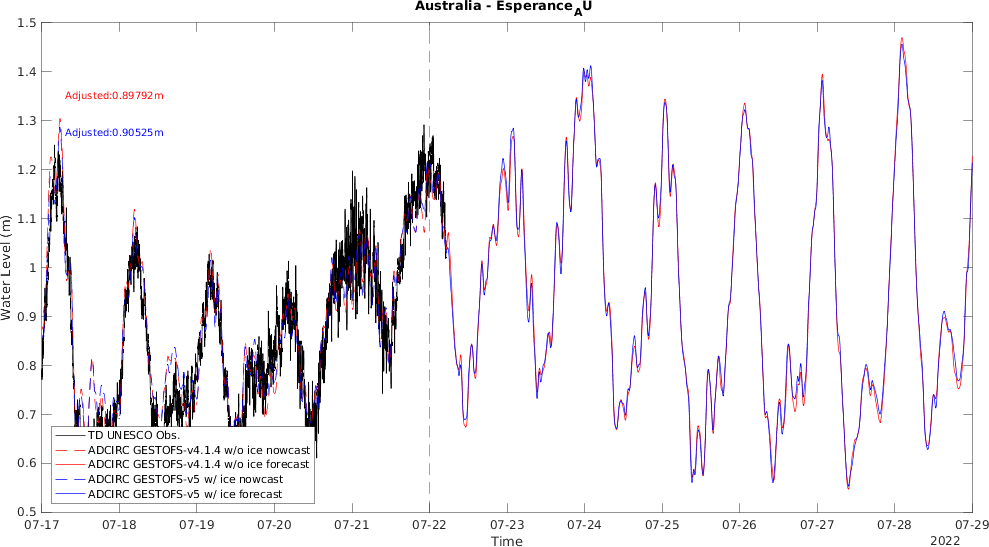 Australia - Esperance_AU
1.5
1.4
1.3
1.2
1.1
1
0.9
0.8
0.7
0.6
0.5
Water Level (m)
Adjusted:0.89792m
Adjusted:0.90525m
TD UNESCO Obs.
ADCIRC GESTOFS-v4.1.4 w/o ice nowcast
ADCIRC GESTOFS-v4.1.4 w/o ice forecast
ADCIRC GESTOFS-v5 w/ ice nowcast
ADCIRC GESTOFS-v5 w/ ice forecast
07-17 07-18 07-19 07-20 07-21 07-22 07-23 07-24 07-25 07-26 07-27 07-28 07-29
Time
2022